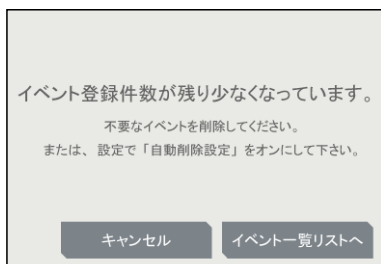 イベント登録件数が残り少なくなっています。
不要なイベントを削除してください。
または、設定で「自動削除設定」をオンにして下さい。
キャンセル
イベント一覧リストへ